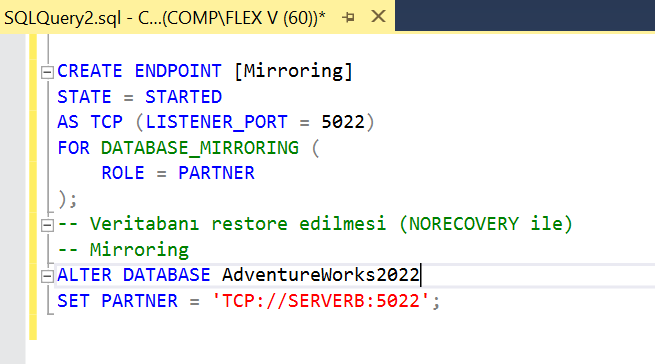 SQLQuery2.sql - C...(COMP\FLEX V (60))*
CREATE ENDPOINT [Mirroring]
STATE = STARTED
AS TCP (LISTENER_PORT = 5022)
FOR DATABASE_MIRRORING (
    ROLE = PARTNER
);
-- Veritabanı restore edilmesi (NORECOVERY ile)
-- Mirroring
ALTER DATABASE AdventureWorks2022
SET PARTNER = 'TCP://SERVERB:5022';